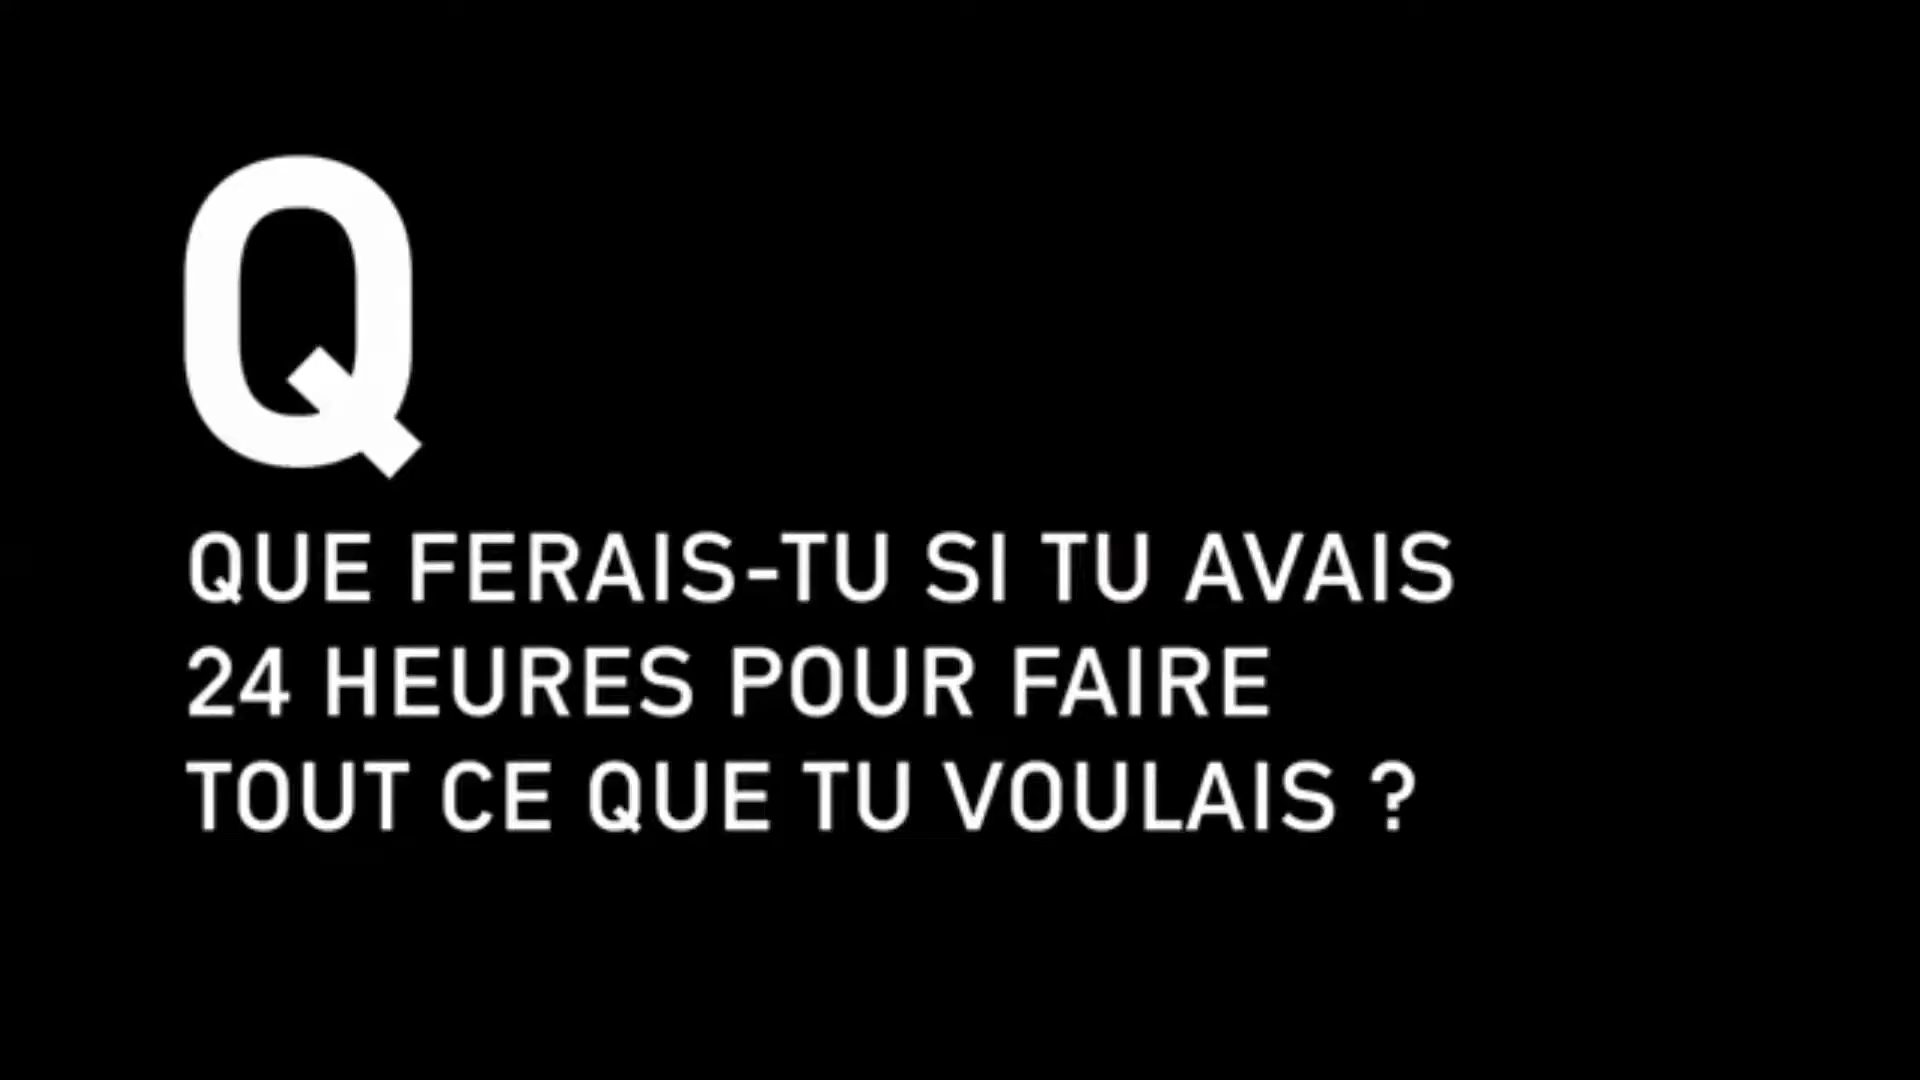 Q
QUE FERAIS-TU SI TU AVAIS
24 HEURES POUR FAIRE
TOUT CE QUE TU VOULAIS ?